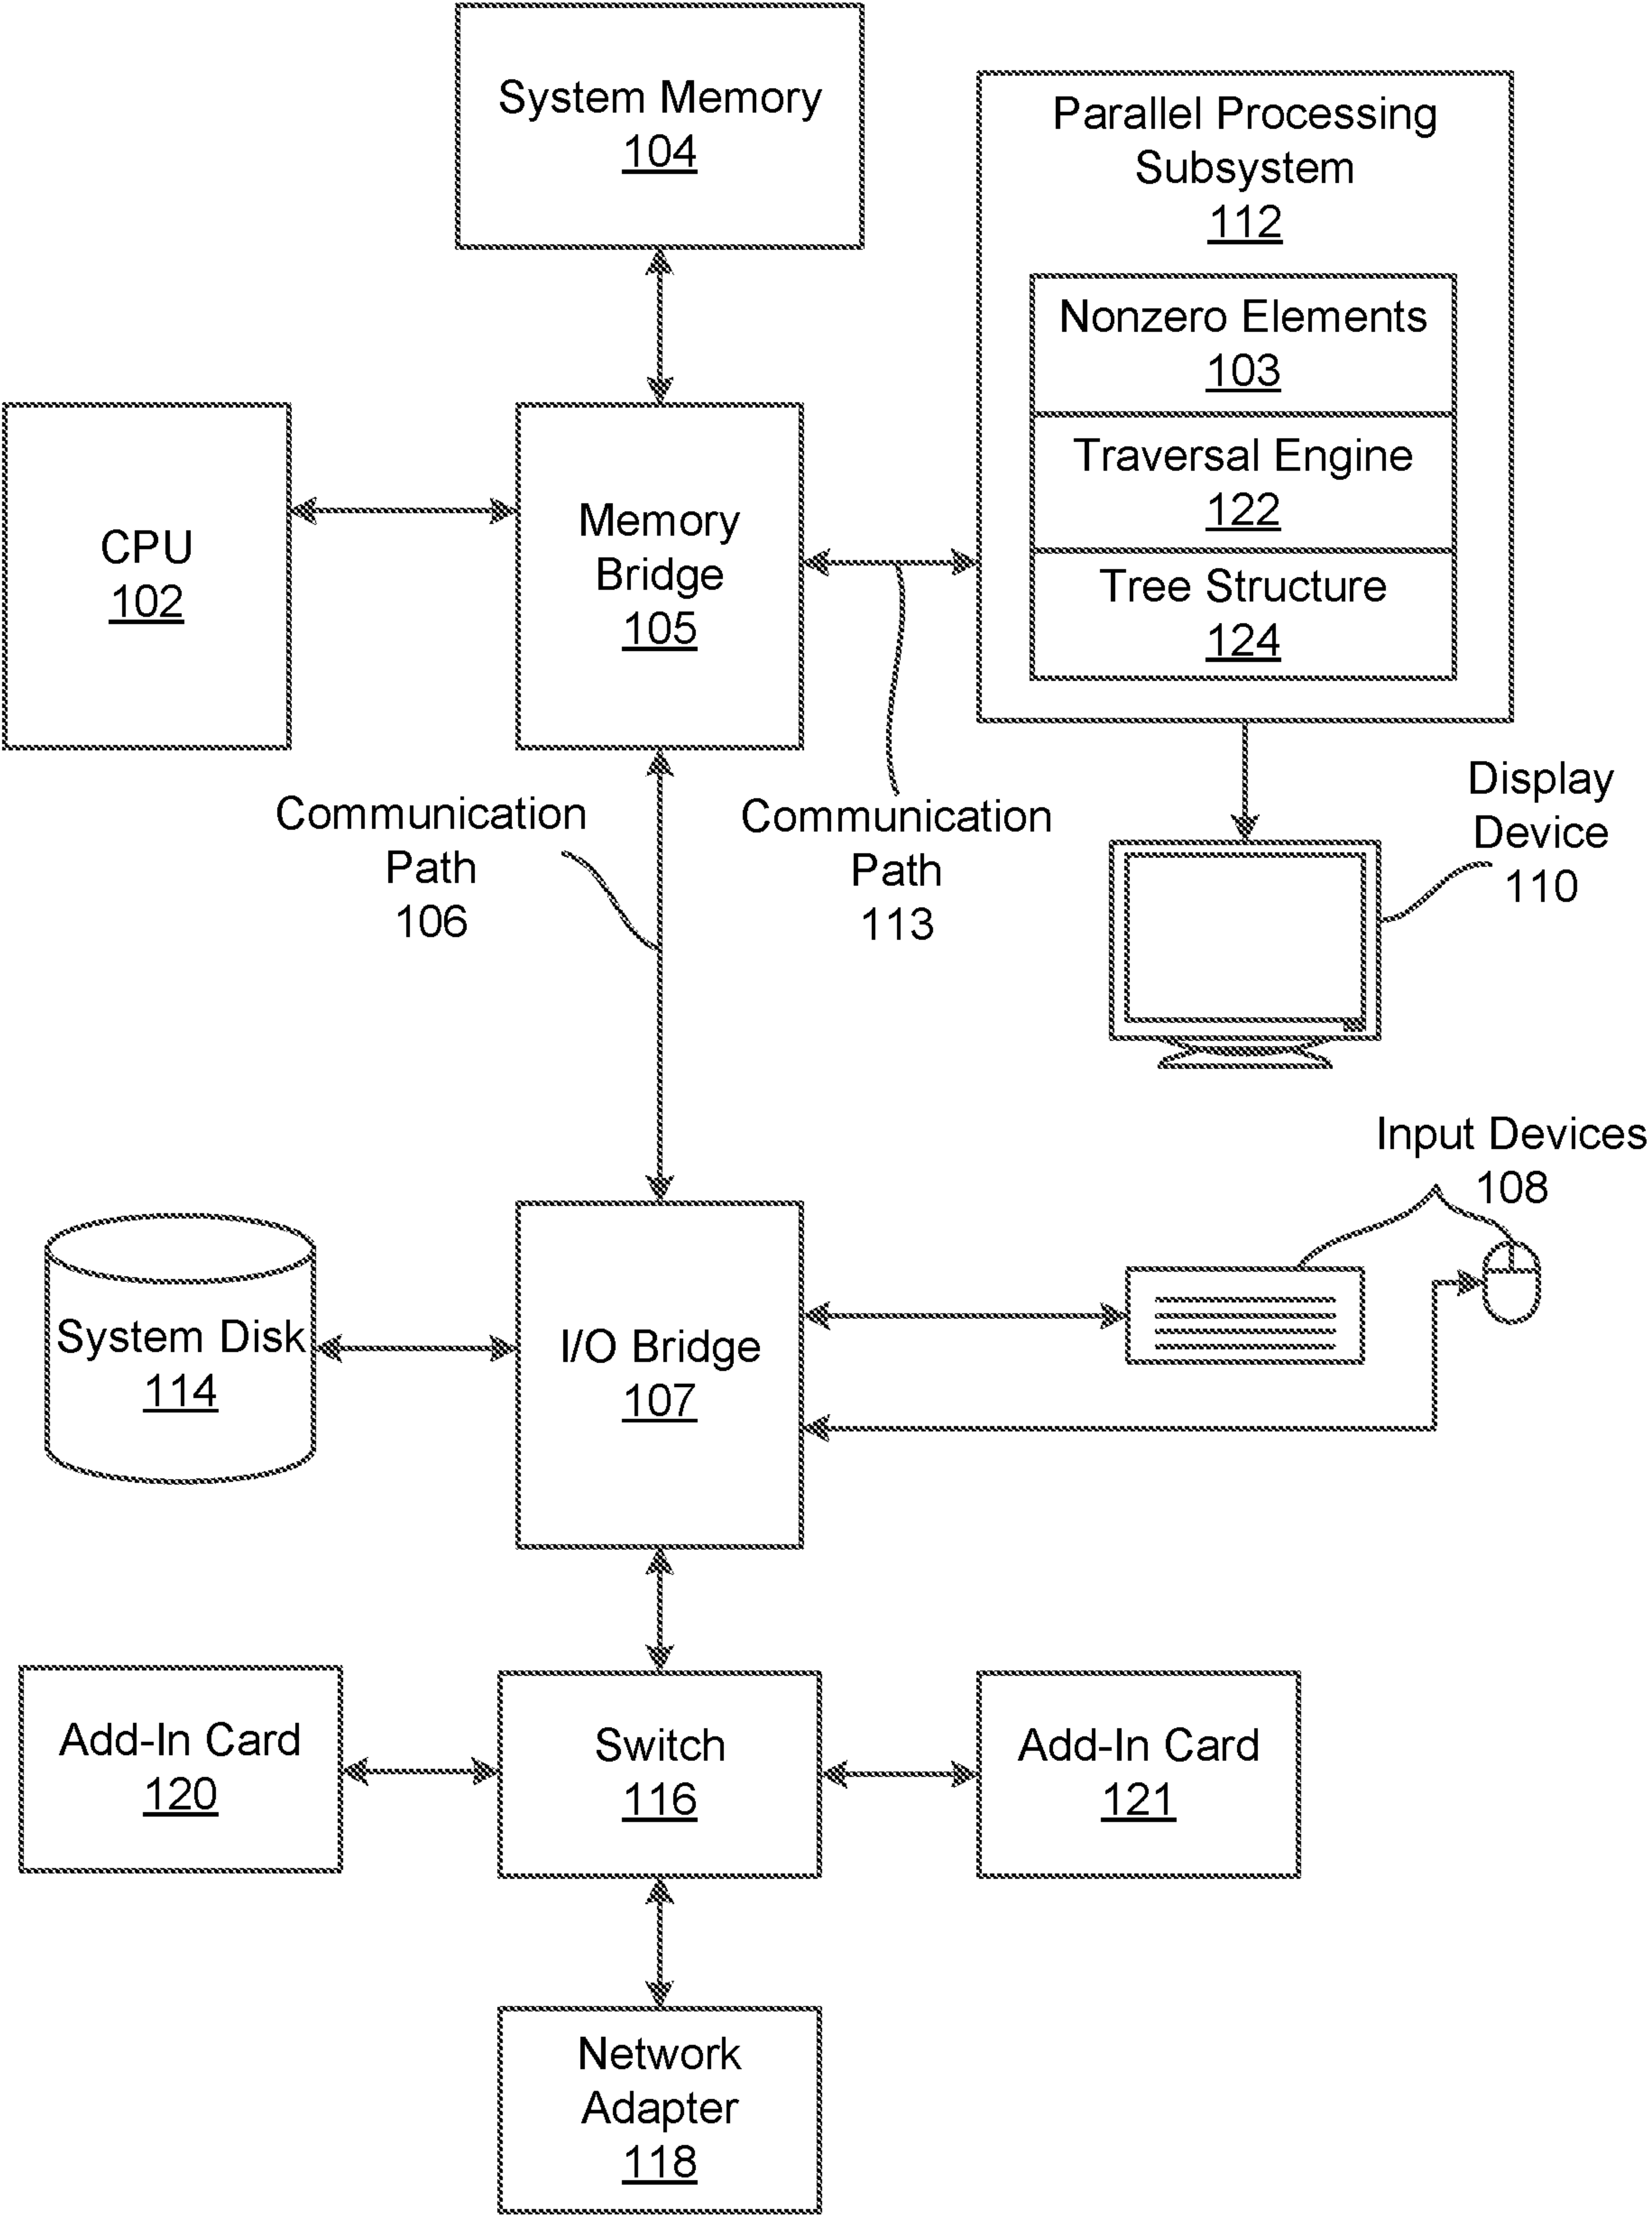 System Memory
104
Parallel Processing
Subsystem
112
Nonzero Elements
103
Traversal Engine
122
Tree Structure
124
CPU
102
Memory
Bridge
105
Communication
Path
106
Communication
Path
113
Display
Device
110
Input Devices
108
System Disk
114
I/O Bridge
107
Add-In Card
120
Switch
116
Add-In Card
121
Network
Adapter
118